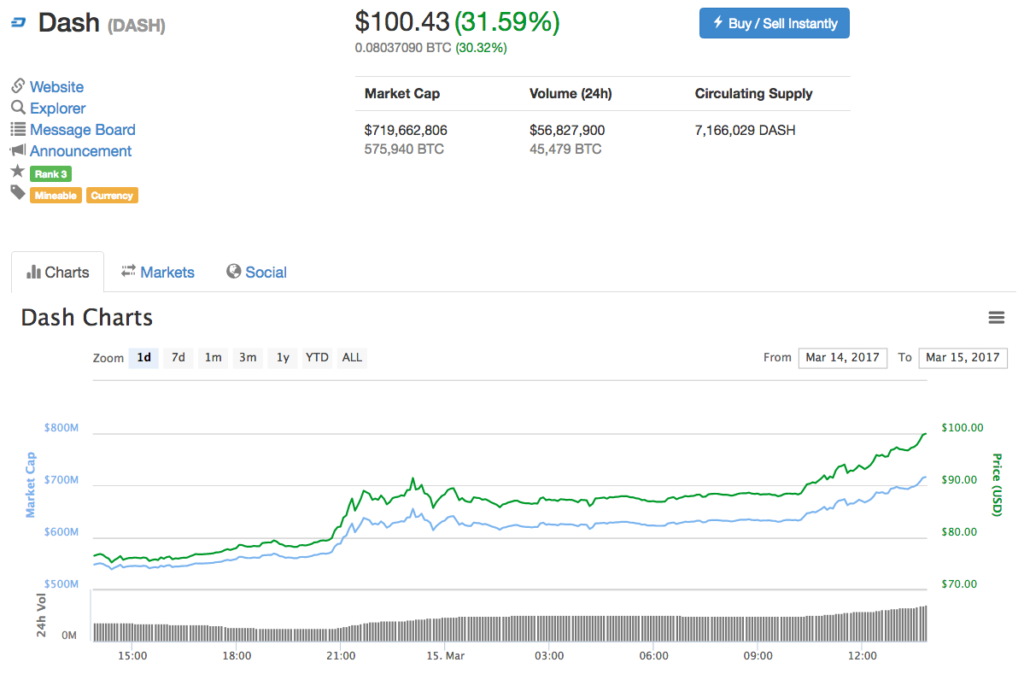 Dash (DASH)
$100.43 (31.59%)
0.08037090 BTC (30.32%)
Buy / Sell Instantly
Website
Explorer
Message Board
Announcement
Rank 3
Mineable Currency
Market Cap Volume (24h) Circulating Supply
$719,662,806 $56,827,900 7,166,029 DASH
575,940 BTC 45,479 BTC
Charts Markets Social
Dash Charts
Zoom 1d 7d 1m 3m 1y YTD ALL From Mar 14, 2017 To Mar 15, 2017
Market Cap
$800M
$700M
$600M
$500M
Price (USD)
$100.00
$90.00
$80.00
$70.00
24h Vol
0M
15:00 18:00 21:00 15. Mar 03:00 06:00 09:00 12:00